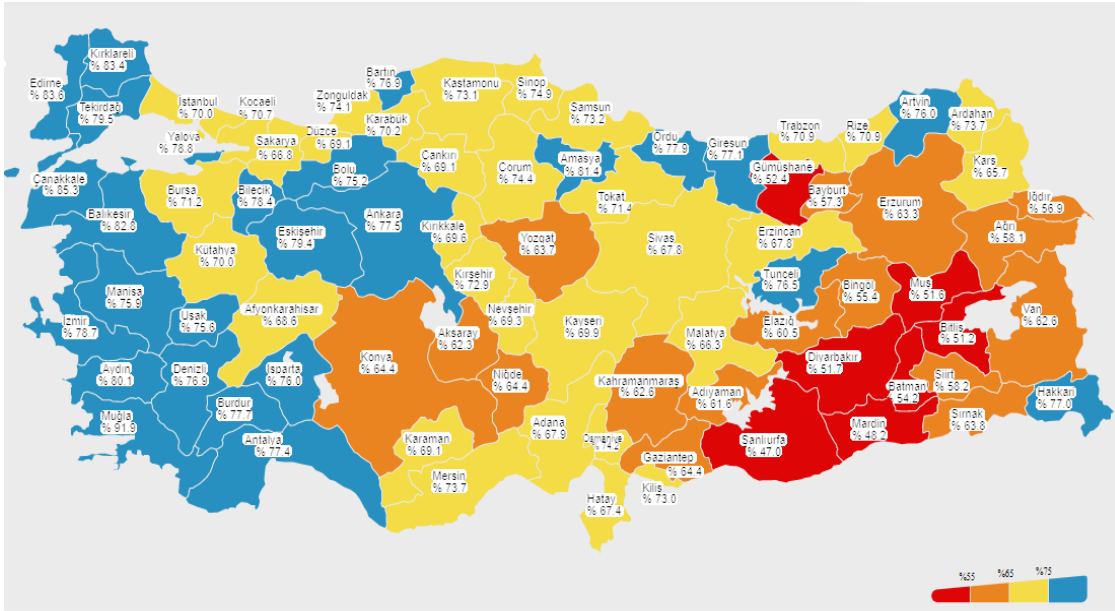 Kırklareli
% 83.4
Edirne
% 83.6
Tekirdağ
% 79.5
İstanbul
% 70.0
Kocaeli
% 70.7
Yalova
% 78.8
Sakarya
% 66.8
Düzce
% 69.1
Zonguldak
% 74.1
Bartın
% 76.9
Karabük
% 70.2
Kastamonu
% 73.1
Sinop
% 74.9
Samsun
% 73.2
Ordu
% 77.9
Giresun
% 77.1
Trabzon
% 70.9
Rize
% 70.9
Artvin
% 76.0
Ardahan
% 73.7
Kars
% 65.7
Çanakkale
% 85.3
Balıkesir
% 82.8
Bursa
% 71.2
Bilecik
% 78.4
Bolu
% 75.2
Çankırı
% 69.1
Çorum
% 74.4
Amasya
% 81.4
Tokat
% 71.4
Gümüşhane
% 52.4
Bayburt
% 57.3
Erzurum
% 63.3
Iğdır
% 56.9
Ağrı
% 58.1
Kütahya
% 70.0
Eskişehir
% 79.4
Ankara
% 77.5
Kırıkkale
% 69.6
Yozgat
% 63.7
Sivas
% 67.8
Erzincan
% 67.8
Tunceli
% 76.5
Bingöl
% 55.4
Muş
% 51.6
Bitlis
% 51.2
Van
% 62.6
Manisa
% 75.9
İzmir
% 78.7
Uşak
% 75.6
Afyonkarahisar
% 68.6
Kırşehir
% 72.9
Nevşehir
% 69.3
Aksaray
% 62.3
Kayseri
% 69.9
Malatya
% 66.3
Elazığ
% 60.5
Diyarbakır
% 51.7
Batman
54.2
Siirt
% 58.2
Hakkari
% 77.0
Şırnak
% 63.8
Aydın
% 80.1
Denizli
% 76.9
Isparta
% 76.0
Burdur
% 77.7
Konya
% 64.4
Niğde
% 64.4
Kahramanmaraş
% 62.6
Adıyaman
% 61.6
Mardin
% 48.2
Şanlıurfa
% 47.0
Muğla
% 91.9
Antalya
% 77.4
Karaman
% 69.1
Mersin
% 73.7
Adana
% 67.9
Osmaniye
% 74.2
Gaziantep
% 64.4
Kilis
% 73.0
Hatay
% 67.4
%55 %65 %75